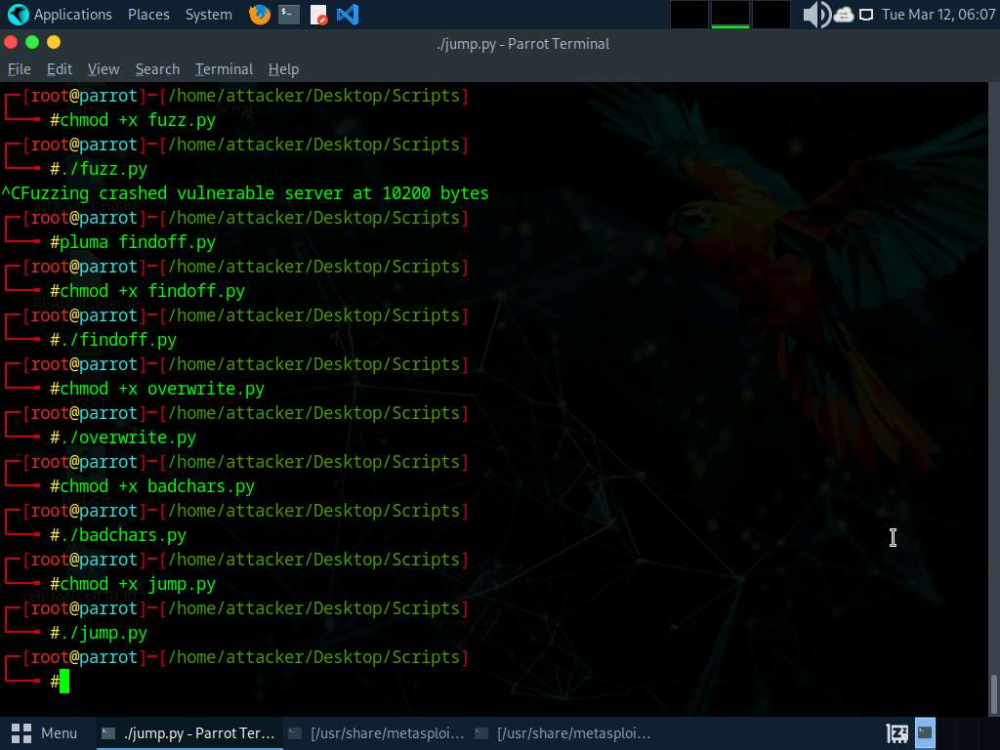 Applications Places System Tue Mar 12, 06:07
./jump.py - Parrot Terminal
File Edit View Search Terminal Help
┌─[root@parrot]─[/home/attacker/Desktop/Scripts]
└──╼ #chmod +x fuzz.py
┌─[root@parrot]─[/home/attacker/Desktop/Scripts]
└──╼ #./fuzz.py
^CFuzzing crashed vulnerable server at 10200 bytes
┌─[root@parrot]─[/home/attacker/Desktop/Scripts]
└──╼ #pluma findoff.py
┌─[root@parrot]─[/home/attacker/Desktop/Scripts]
└──╼ #chmod +x findoff.py
┌─[root@parrot]─[/home/attacker/Desktop/Scripts]
└──╼ #./findoff.py
┌─[root@parrot]─[/home/attacker/Desktop/Scripts]
└──╼ #chmod +x overwrite.py
┌─[root@parrot]─[/home/attacker/Desktop/Scripts]
└──╼ #./overwrite.py
┌─[root@parrot]─[/home/attacker/Desktop/Scripts]
└──╼ #chmod +x badchars.py
┌─[root@parrot]─[/home/attacker/Desktop/Scripts]
└──╼ #./badchars.py
┌─[root@parrot]─[/home/attacker/Desktop/Scripts]
└──╼ #chmod +x jump.py
┌─[root@parrot]─[/home/attacker/Desktop/Scripts]
└──╼ #./jump.py
┌─[root@parrot]─[/home/attacker/Desktop/Scripts]
└──╼ #
Menu ./jump.py - Parrot Ter... [/usr/share/metasploi... [/usr/share/metasploi...